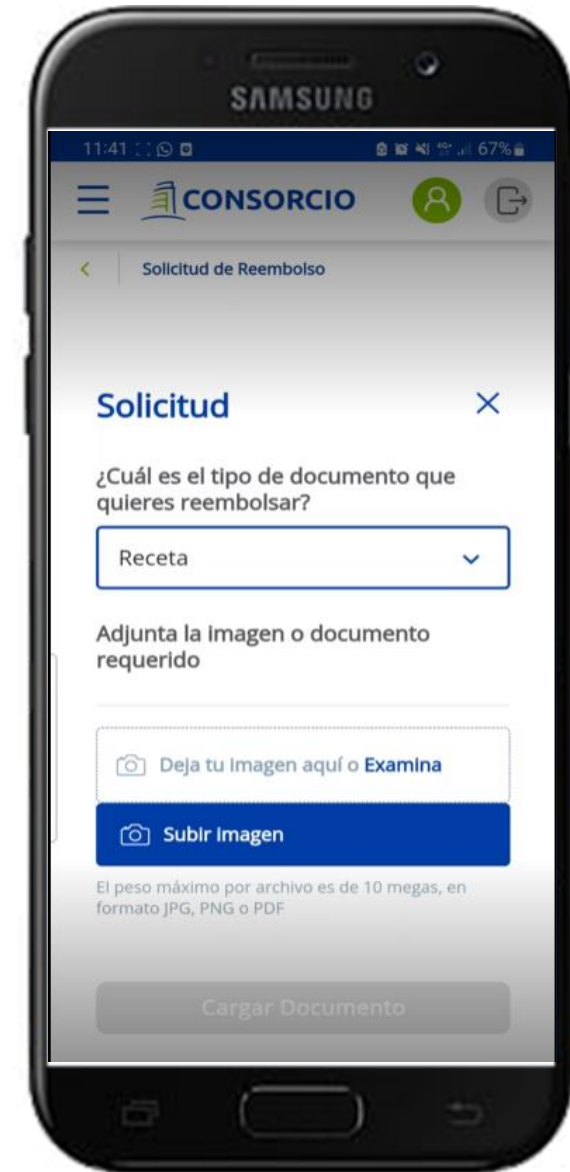 SAMSUNG
11:41 67%
CONSORCIO
Solicitud de Reembolso
Solicitud
¿Cuál es el tipo de documento que
quieres reembolsar?
Receta
Adjunta la imagen o documento
requerido
Deja tu imagen aquí o Examina
Subir imagen
El peso máximo por archivo es de 10 megas, en
formato JPG, PNG o PDF
Cargar Documento